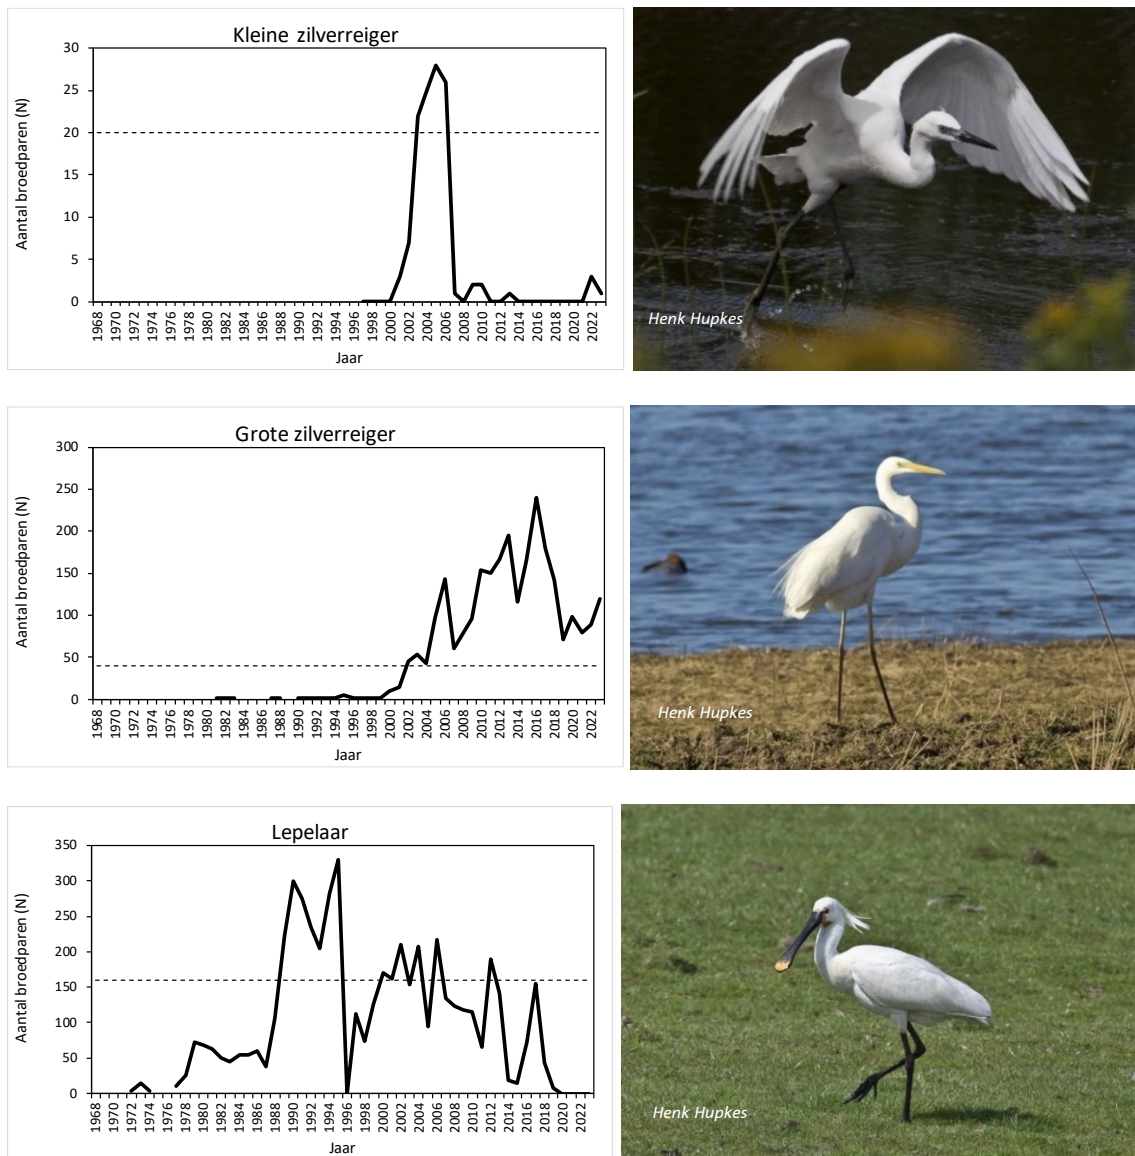 Kleine zilverreiger
30
25
20
15
10
5
0
Aantal broedparen (N)
1968 1970 1972 1974 1976 1978 1980 1982 1984 1986 1988 1990 1992 1994 1996 1998 2000 2002 2004 2006 2008 2010 2012 2014 2016 2018 2020 2022
Jaar
Henk Hupkes
Grote zilverreiger
300
250
200
150
100
50
0
Aantal broedparen (N)
1968 1970 1972 1974 1976 1978 1980 1982 1984 1986 1988 1990 1992 1994 1996 1998 2000 2002 2004 2006 2008 2010 2012 2014 2016 2018 2020 2022
Jaar
Henk Hupkes
Lepelaar
350
300
250
200
150
100
50
0
Aantal broedparen (N)
1968 1970 1972 1974 1976 1978 1980 1982 1984 1986 1988 1990 1992 1994 1996 1998 2000 2002 2004 2006 2008 2010 2012 2014 2016 2018 2020 2022
Jaar
Henk Hupkes